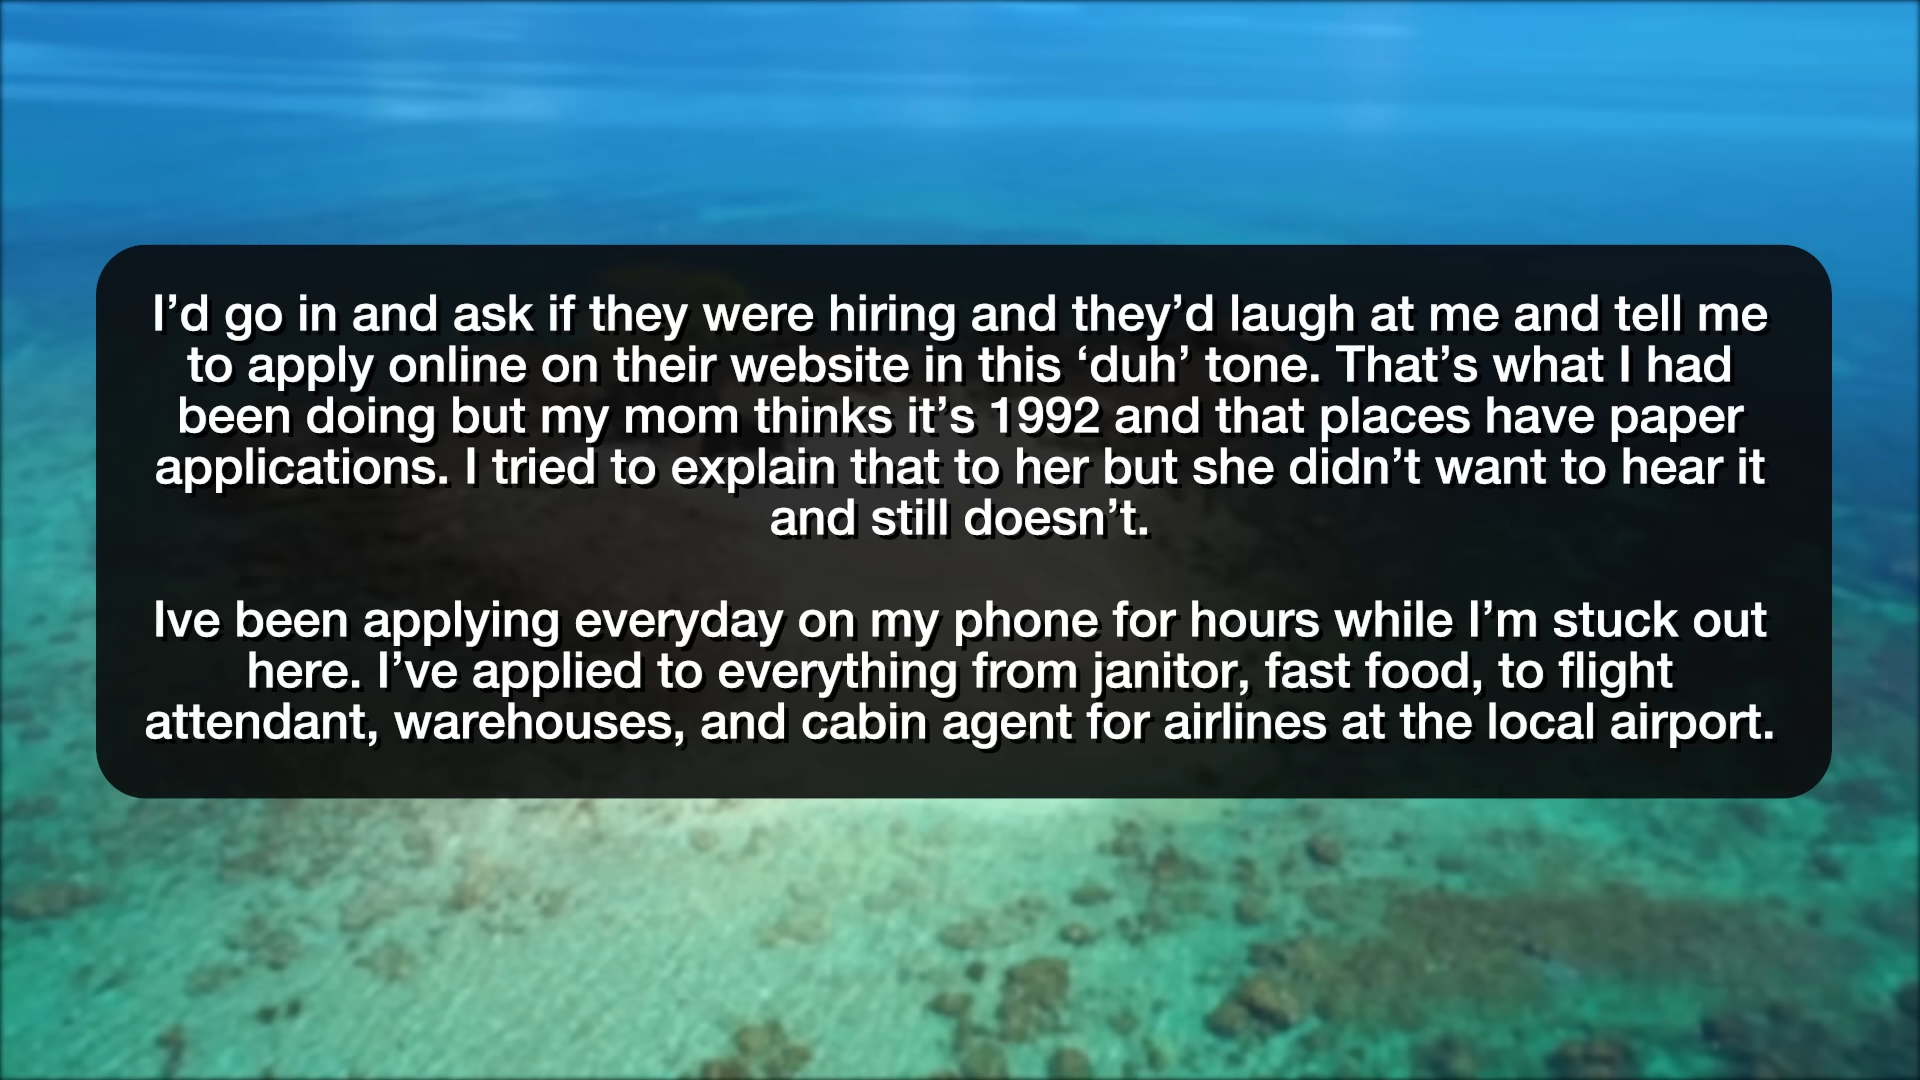 I’d go in and ask if they were hiring and they’d laugh at me and tell me
to apply online on their website in this ‘duh’ tone. That’s what I had
been doing but my mom thinks it’s 1992 and that places have paper
applications. I tried to explain that to her but she didn’t want to hear it
and still doesn’t.
Ive been applying everyday on my phone for hours while I’m stuck out
here. I’ve applied to everything from janitor, fast food, to flight
attendant, warehouses, and cabin agent for airlines at the local airport.